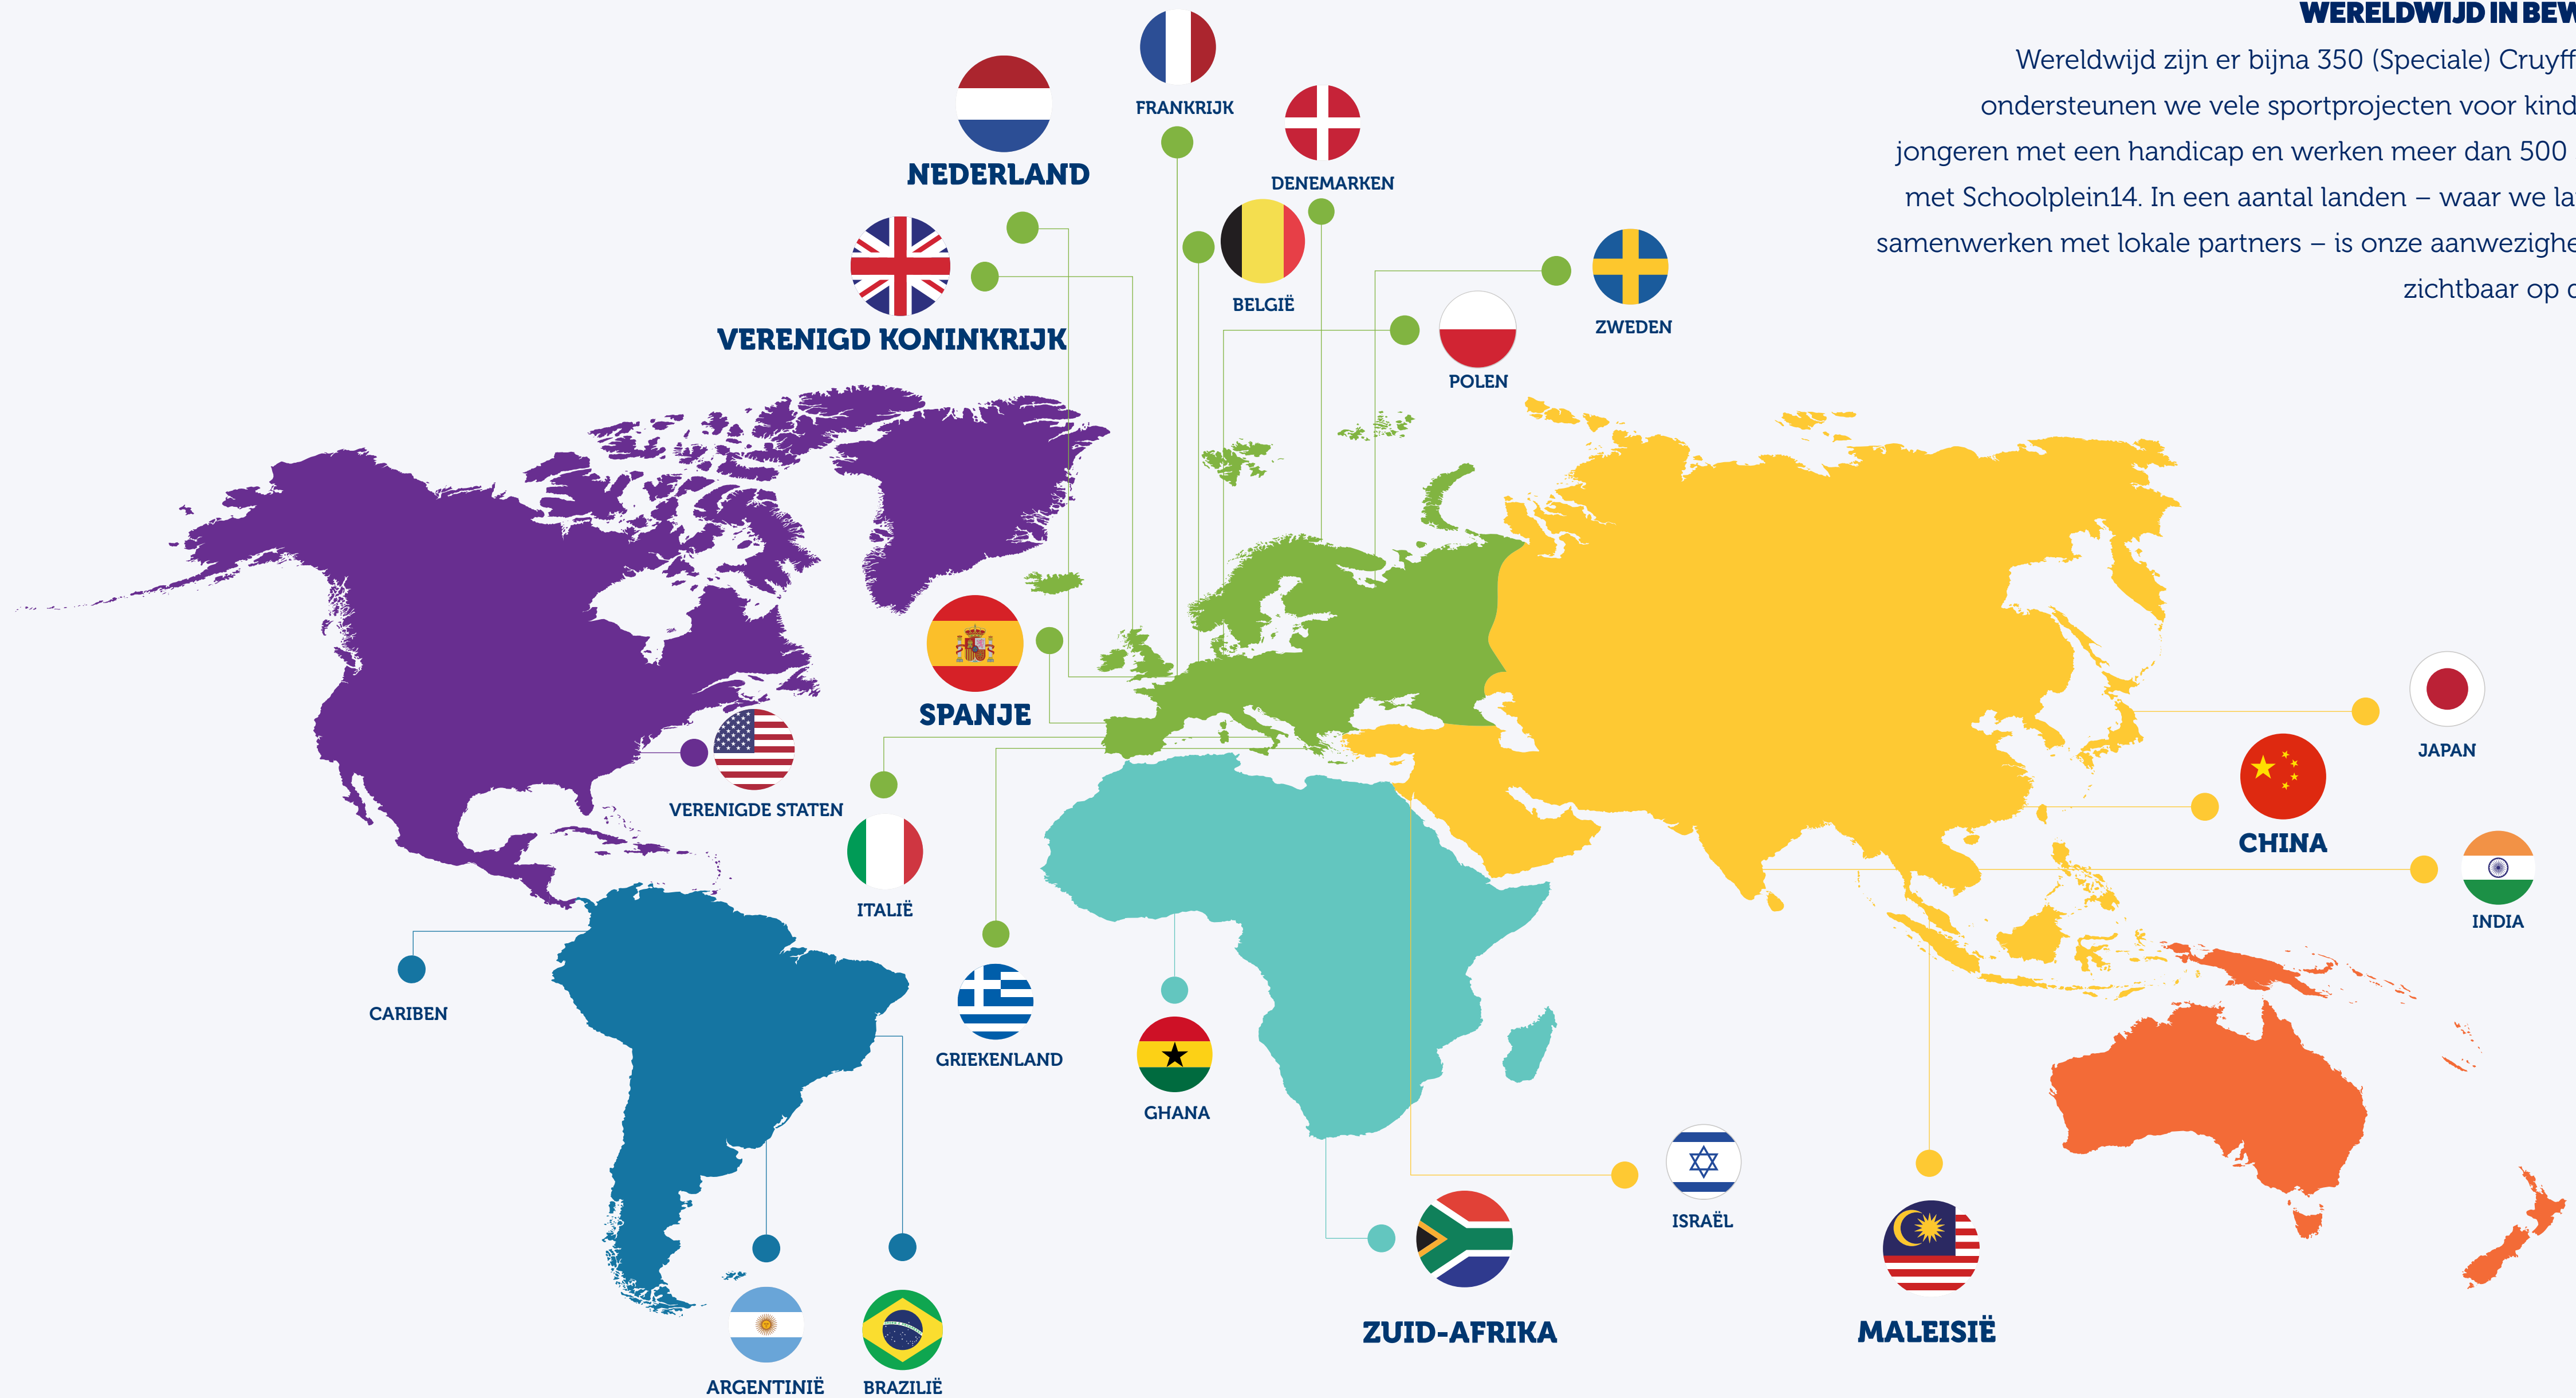 WERELDWIJD IN BEW
Wereldwijd zijn er bijna 350 (Speciale) Cruyff
ondersteunen we vele sportprojecten voor kind
jongeren met een handicap en werken meer dan 500
met Schoolplein14. In een aantal landen – waar we la
samenwerken met lokale partners – is onze aanwezighe
zichtbaar op d
FRANKRIJK
NEDERLAND
DENEMARKEN
BELGIË
ZWEDEN
VERENIGD KONINKRIJK
POLEN
SPANJE
JAPAN
VERENIGDE STATEN
CHINA
ITALIË
INDIA
CARIBEN
GRIEKENLAND
GHANA
ISRAËL
ZUID-AFRIKA
MALEISIË
ARGENTINIË
BRAZILIË